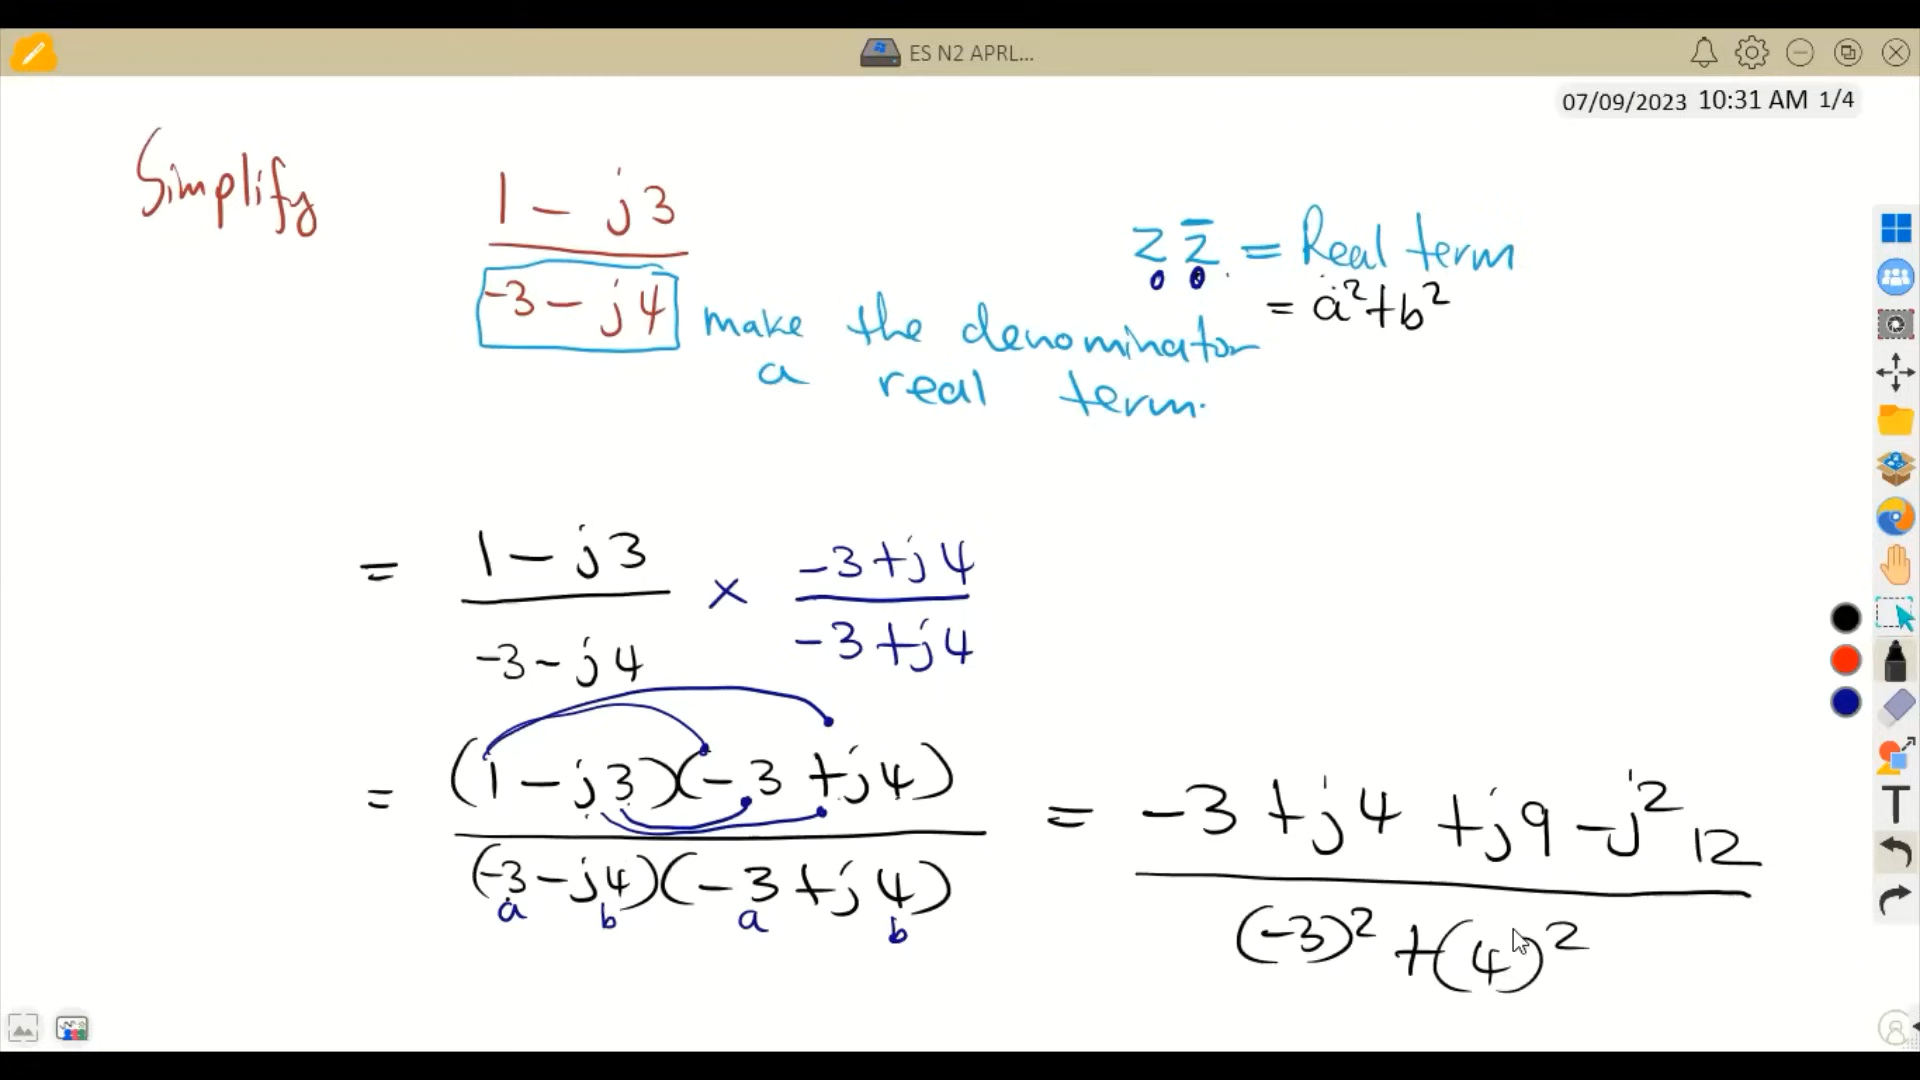 ES N2 APRL...
07/09/2023 10:31 AM 1/4
Simplify
1 - j3
-3 - j4
z z̄ = Real term
= a²+b²
make the denominator
a real term.
= 1 - j3 × -3 + j4
-3 - j4 -3 + j4
= (1 - j3)(-3 + j4) = -3 + j4 + j9 - j² 12
(-3 - j4)(-3 + j4) (-3)² + (4)²
a b a b
T